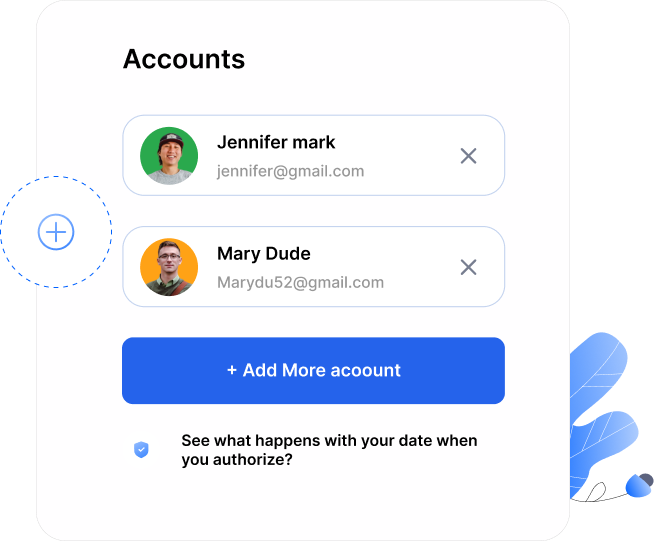 Accounts
Jennifer mark
jennifer@gmail.com
Mary Dude
Marydu52@gmail.com
+ Add More acoount
See what happens with your date when
you authorize?